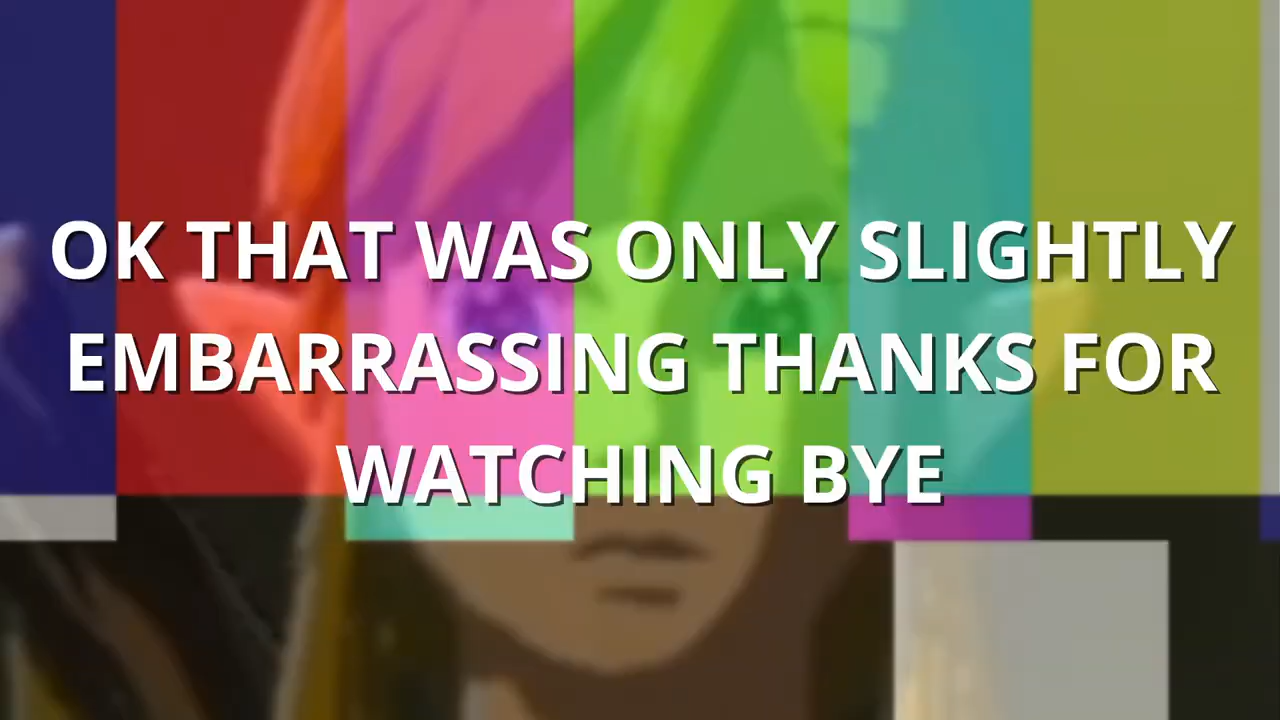 OK THAT WAS ONLY SLIGHTLY
EMBARRASSING THANKS FOR
WATCHING BYE